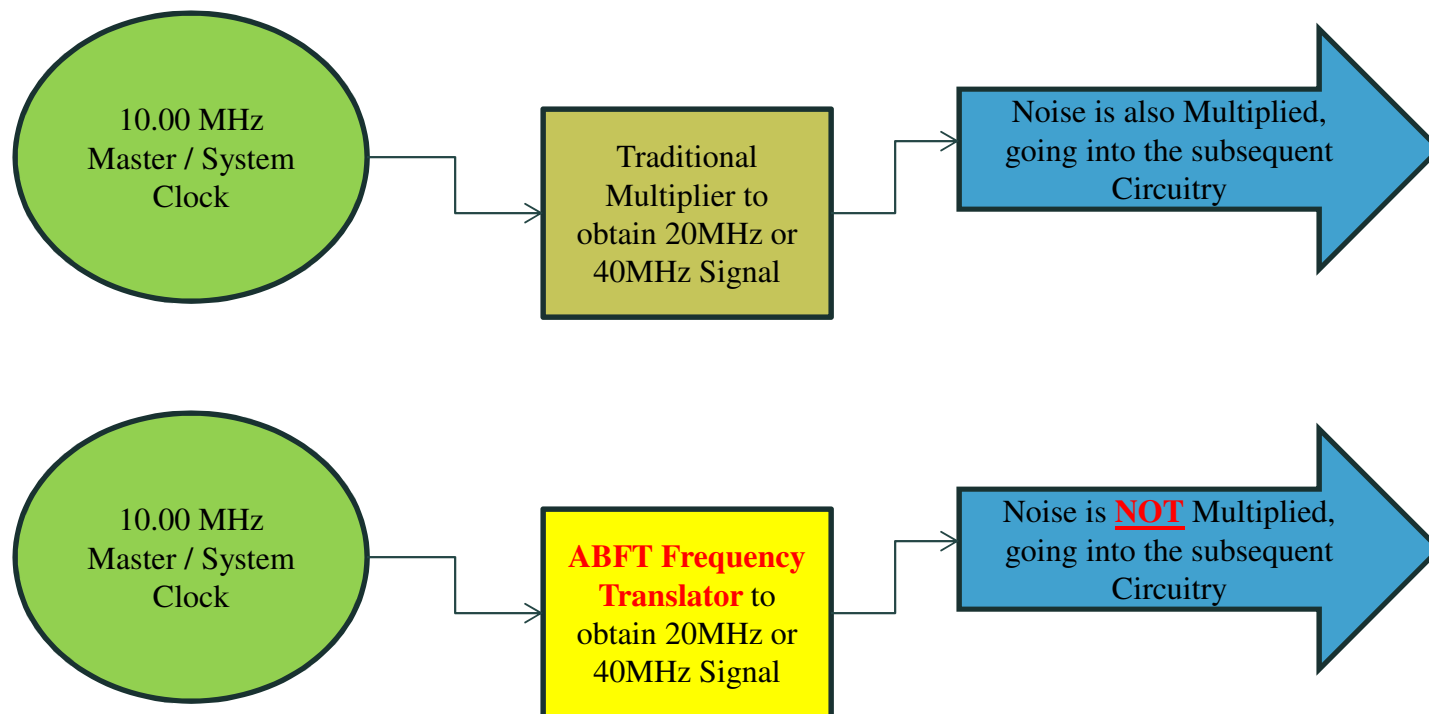 10.00 MHz
Master / System
Clock
Traditional
Multiplier to
obtain 20MHz or
40MHz Signal
Noise is also Multiplied,
going into the subsequent
Circuitry
10.00 MHz
Master / System
Clock
ABFT Frequency
Translator to
obtain 20MHz or
40MHz Signal
Noise is NOT Multiplied,
going into the subsequent
Circuitry